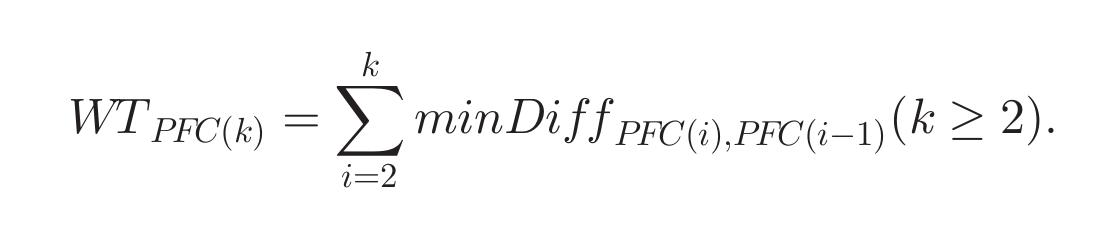 $WT_{PFC(k)} = \sum_{i=2}^{k} minDiff_{PFC(i),PFC(i-1)}(k \geq 2).$